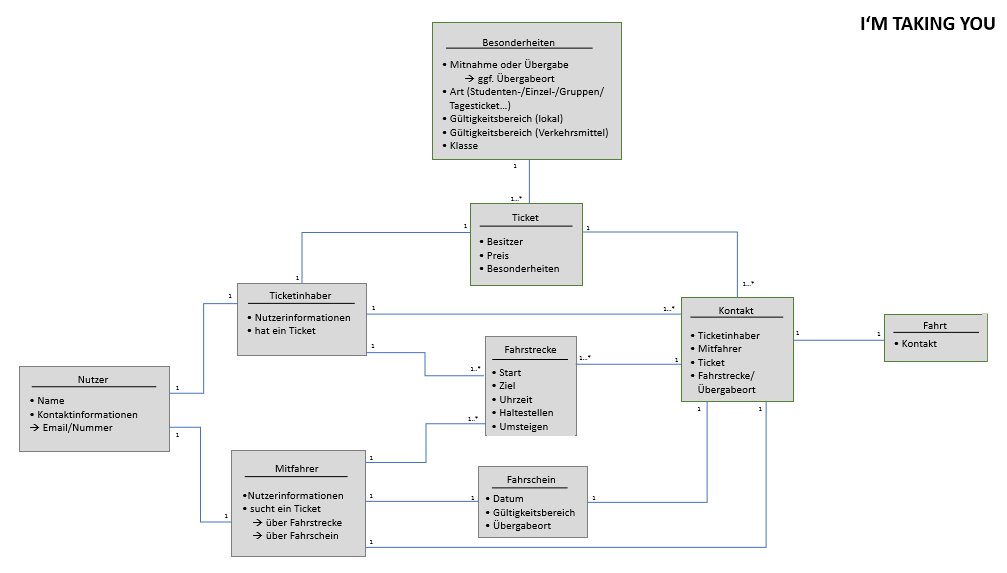 I‘M TAKING YOU
Besonderheiten
• Mitnahme oder Übergabe
→ ggf. Übergabeort
• Art (Studenten-/Einzel-/Gruppen/
Tagesticket...)
• Gültigkeitsbereich (lokal)
• Gültigkeitsbereich (Verkehrsmittel)
• Klasse
1
1...*
Ticket
• Besitzer
• Preis
• Besonderheiten
1
1
1
1...*
Ticketinhaber
• Nutzerinformationen
• hat ein Ticket
1
1
1...*
1
1..*
Kontakt
• Ticketinhaber
• Mitfahrer
• Ticket
• Fahrstrecke/
Übergabeort
1
1
Fahrt
• Kontakt
Fahrstrecke
• Start
• Ziel
• Uhrzeit
• Haltestellen
• Umsteigen
1...*
1
1..*
Nutzer
• Name
• Kontaktinformationen
→ Email/Nummer
1
1
1
Mitfahrer
•Nutzerinformationen
• sucht ein Ticket
→ über Fahrstrecke
→ über Fahrschein
1
1
1
1
Fahrschein
• Datum
• Gültigkeitsbereich
• Übergabeort
1
1
1